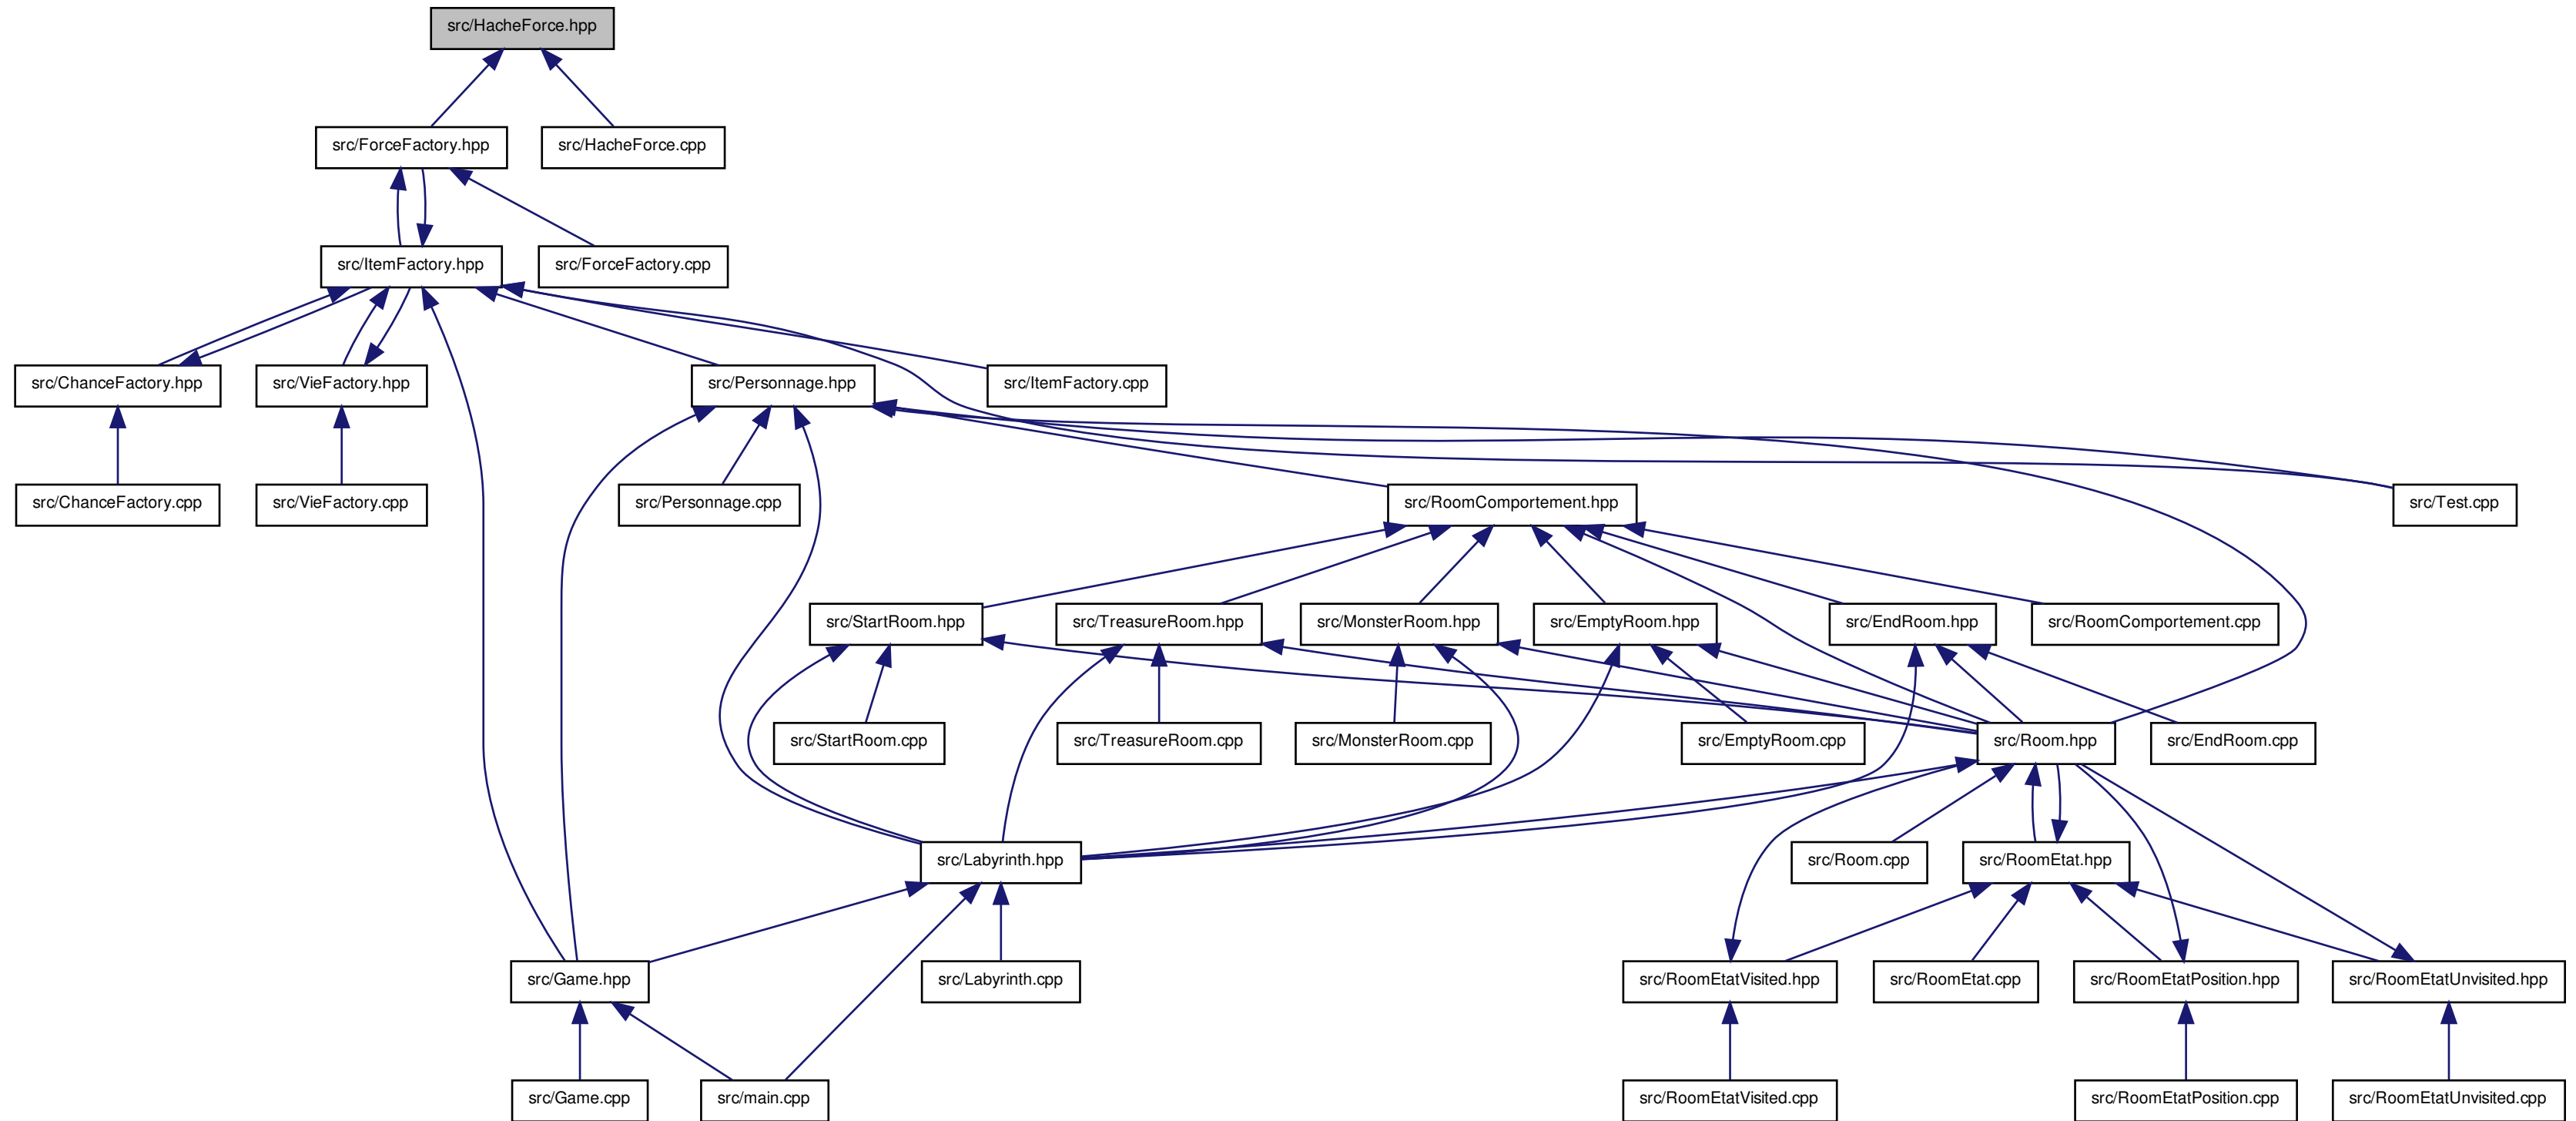 src/HacheForce.hpp
src/ForceFactory.hpp
src/HacheForce.cpp
src/ItemFactory.hpp
src/ForceFactory.cpp
src/ChanceFactory.hpp
src/VieFactory.hpp
src/Personnage.hpp
src/ItemFactory.cpp
src/ChanceFactory.cpp
src/VieFactory.cpp
src/Personnage.cpp
src/RoomComportement.hpp
src/Test.cpp
src/StartRoom.hpp
src/TreasureRoom.hpp
src/MonsterRoom.hpp
src/EmptyRoom.hpp
src/EndRoom.hpp
src/RoomComportement.cpp
src/StartRoom.cpp
src/TreasureRoom.cpp
src/MonsterRoom.cpp
src/EmptyRoom.cpp
src/Room.hpp
src/EndRoom.cpp
src/Labyrinth.hpp
src/Room.cpp
src/RoomEtat.hpp
src/Game.hpp
src/Labyrinth.cpp
src/RoomEtatVisited.hpp
src/RoomEtat.cpp
src/RoomEtatPosition.hpp
src/RoomEtatUnvisited.hpp
src/Game.cpp
src/main.cpp
src/RoomEtatVisited.cpp
src/RoomEtatPosition.cpp
src/RoomEtatUnvisited.cpp